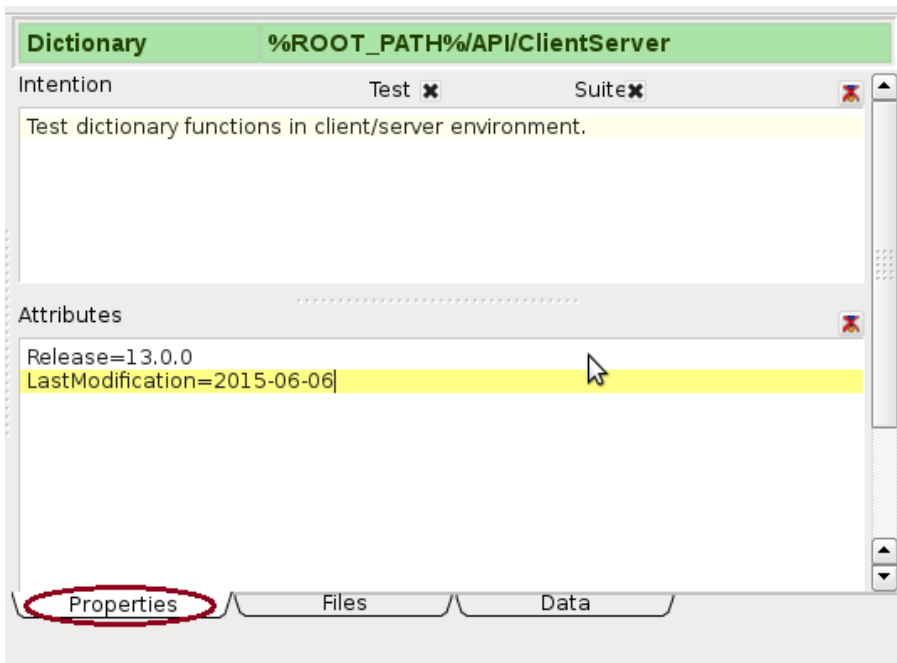 Dictionary %ROOT_PATH%/API/ClientServer
Intention Test Suite
Test dictionary functions in client/server environment.
Attributes
Release=13.0.0
LastModification=2015-06-06
Properties Files Data